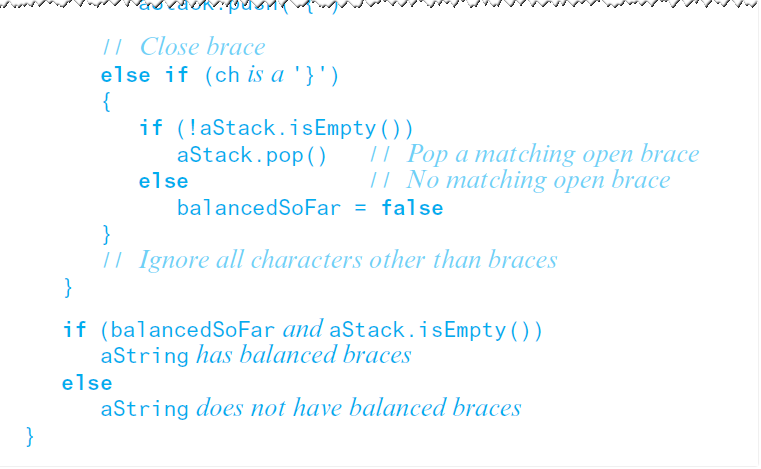 aStack.push('{')
// Close brace
else if (ch is a '}')
{
if (!aStack.isEmpty())
aStack.pop() // Pop a matching open brace
else // No matching open brace
balancedSoFar = false
}
// Ignore all characters other than braces
}
if (balancedSoFar and aStack.isEmpty())
aString has balanced braces
else
aString does not have balanced braces
}